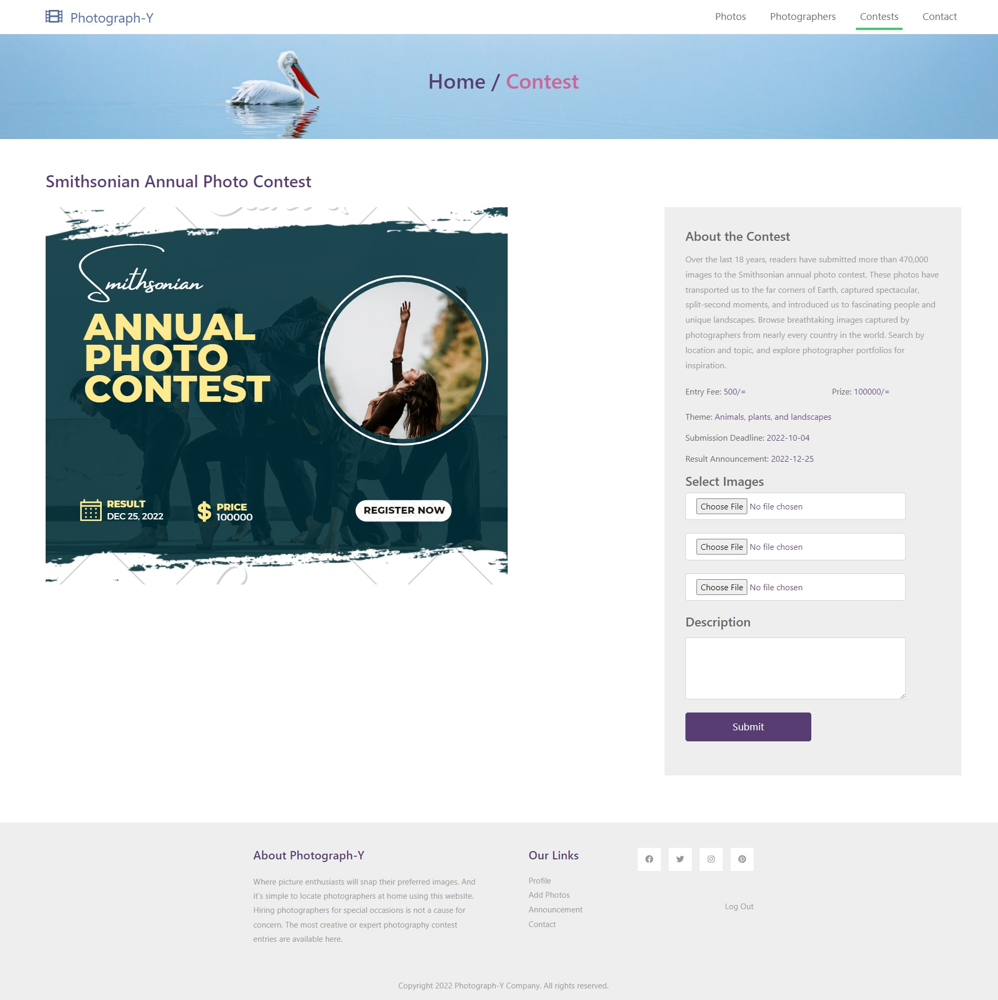 Photograph-Y
Photos Photographers Contests Contact
Home / Contest
Smithsonian Annual Photo Contest
Smithsonian
ANNUAL
PHOTO
CONTEST
RESULT
DEC 25, 2022
PRICE
100000
REGISTER NOW
About the Contest
Over the last 18 years, readers have submitted more than 470,000
images to the Smithsonian annual photo contest. These photos have
transported us to the far corners of Earth, captured spectacular,
split-second moments, and introduced us to fascinating people and
unique landscapes. Browse breathtaking images captured by
photographers from nearly every country in the world. Search by
location and topic, and explore photographer portfolios for
inspiration.
Entry Fee: 500/= Prize: 100000/=
Theme: Animals, plants, and landscapes
Submission Deadline: 2022-10-04
Result Announcement: 2022-12-25
Select Images
Choose File No file chosen
Choose File No file chosen
Choose File No file chosen
Description
Submit
About Photograph-Y
Where picture enthusiasts will snap their preferred images. And
it's simple to locate photographers at home using this website.
Hiring photographers for special occasions is not a cause for
concern. The most creative or expert photography contest
entries are available here.
Our Links
Profile
Add Photos
Announcement
Contact
Log Out
Copyright 2022 Photograph-Y Company. All rights reserved.